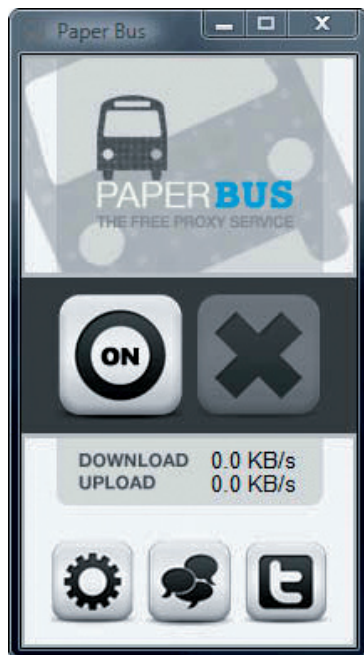 Paper Bus
PAPERBUS
THE FREE PROXY SERVICE
ON
DOWNLOAD 0.0 KB/s
UPLOAD 0.0 KB/s